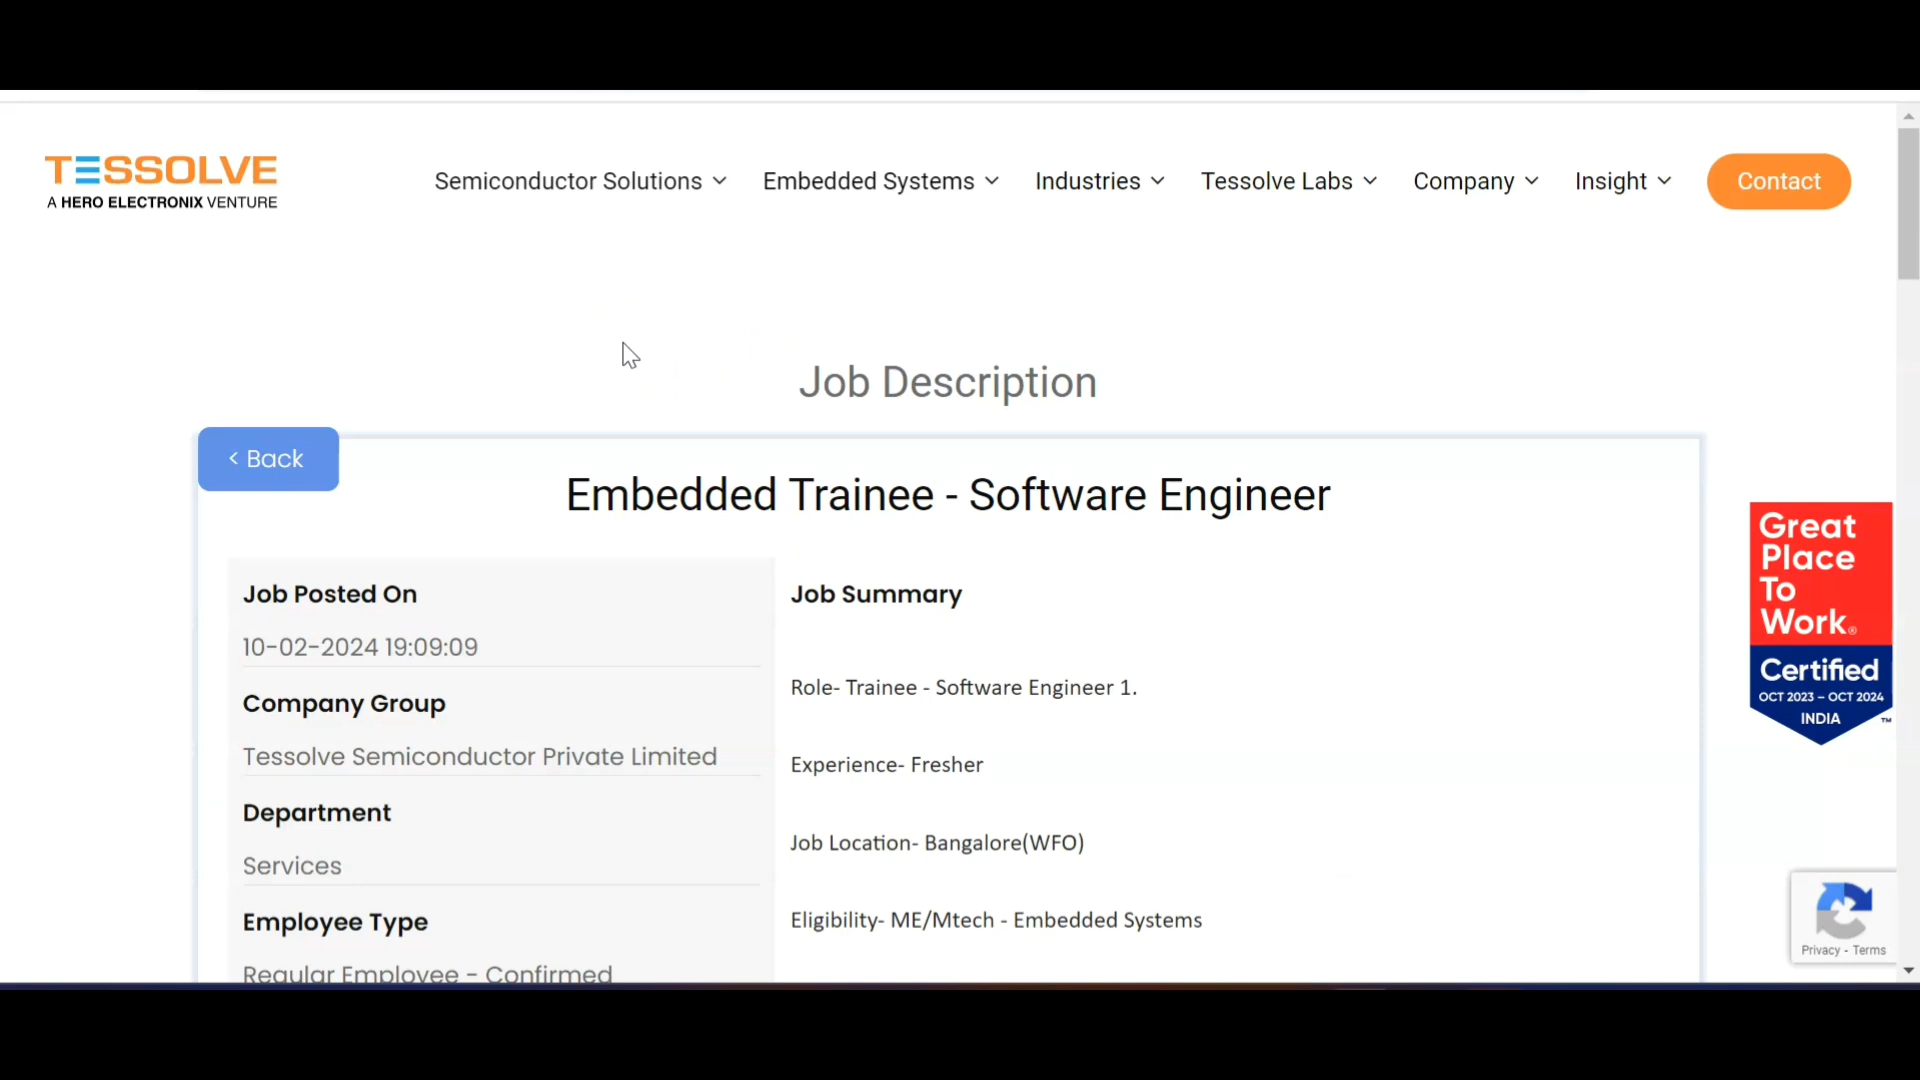 TESSOLVE
A HERO ELECTRONIX VENTURE
Semiconductor Solutions Embedded Systems Industries Tessolve Labs Company Insight Contact
Job Description
< Back
Embedded Trainee - Software Engineer
Job Posted On
10-02-2024 19:09:09
Company Group
Tessolve Semiconductor Private Limited
Department
Services
Employee Type
Regular Employee - Confirmed
Job Summary
Role- Trainee - Software Engineer 1.
Experience- Fresher
Job Location- Bangalore(WFO)
Eligibility- ME/Mtech - Embedded Systems
Great
Place
To
Work®
Certified
OCT 2023 – OCT 2024
INDIA
™
Privacy - Terms